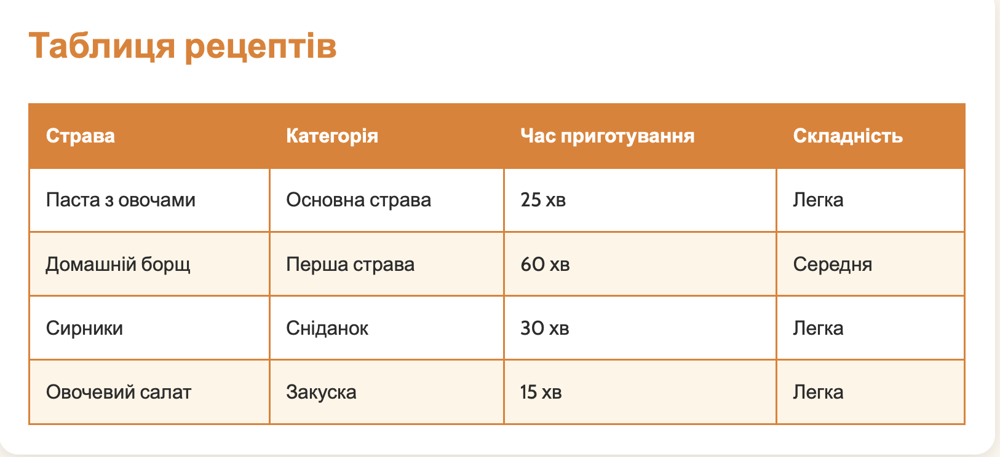 Таблиця рецептів
Страва Категорія Час приготування Складність
Паста з овочами Основна страва 25 хв Легка
Домашній борщ Перша страва 60 хв Середня
Сирники Сніданок 30 хв Легка
Овочевий салат Закуска 15 хв Легка